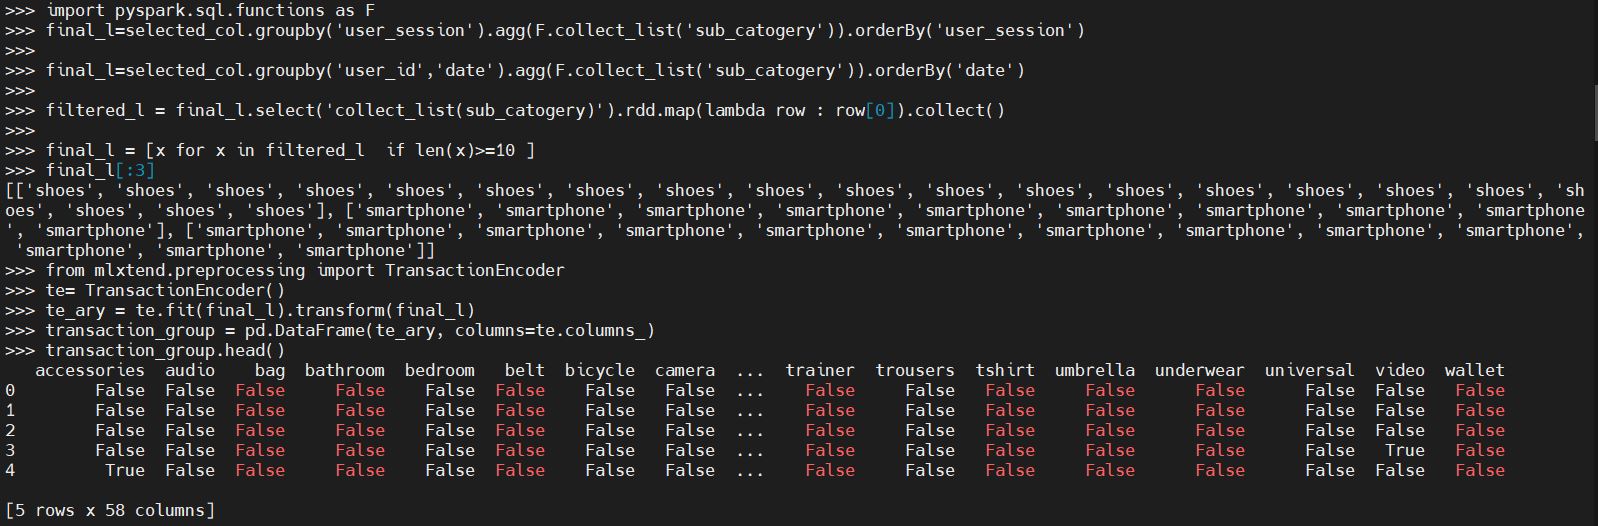 >>> import pyspark.sql.functions as F
>>> final_l=selected_col.groupby('user_session').agg(F.collect_list('sub_catogery')).orderBy('user_session')
>>>
>>> final_l=selected_col.groupby('user_id','date').agg(F.collect_list('sub_catogery')).orderBy('date')
>>>
>>> filtered_l = final_l.select('collect_list(sub_catogery)').rdd.map(lambda row : row[0]).collect()
>>>
>>> final_l = [x for x in filtered_l  if len(x)>=10 ]
>>> final_l[:3]
[['shoes', 'shoes', 'shoes', 'shoes', 'shoes', 'shoes', 'shoes', 'shoes', 'shoes', 'shoes', 'shoes', 'shoes', 'shoes', 'shoes', 'shoes', 'shoes', 'shoes', 'sh
oes', 'shoes', 'shoes', 'shoes'], ['smartphone', 'smartphone', 'smartphone', 'smartphone', 'smartphone', 'smartphone', 'smartphone', 'smartphone', 'smartphone
', 'smartphone'], ['smartphone', 'smartphone', 'smartphone', 'smartphone', 'smartphone', 'smartphone', 'smartphone', 'smartphone', 'smartphone', 'smartphone',
 'smartphone', 'smartphone', 'smartphone']]
>>> from mlxtend.preprocessing import TransactionEncoder
>>> te= TransactionEncoder()
>>> te_ary = te.fit(final_l).transform(final_l)
>>> transaction_group = pd.DataFrame(te_ary, columns=te.columns_)
>>> transaction_group.head()
   accessories  audio    bag  bathroom  bedroom   belt  bicycle  camera  ...  trainer  trousers  tshirt  umbrella  underwear  universal  video  wallet
0        False  False  False     False    False  False    False   False  ...    False     False   False     False      False      False  False   False
1        False  False  False     False    False  False    False   False  ...    False     False   False     False      False      False  False   False
2        False  False  False     False    False  False    False   False  ...    False     False   False     False      False      False  False   False
3        False  False  False     False    False  False    False   False  ...    False     False   False     False      False      False   True   False
4         True  False  False     False    False  False    False   False  ...    False     False   False     False      False      False  False   False
[5 rows x 58 columns]